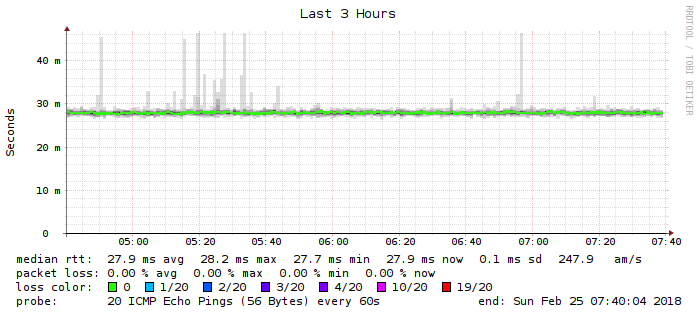 Last 3 Hours
RRDTOOL / TOBI OETIKER
Seconds
40 m
30 m
20 m
10 m
0
05:00 05:20 05:40 06:00 06:20 06:40 07:00 07:20 07:40
median rtt: 27.9 ms avg 28.2 ms max 27.7 ms min 27.9 ms now 0.1 ms sd 247.9 am/s
packet loss: 0.00 % avg 0.00 % max 0.00 % min 0.00 % now
loss color: 0 1/20 2/20 3/20 4/20 10/20 19/20
probe: 20 ICMP Echo Pings (56 Bytes) every 60s end: Sun Feb 25 07:40:04 2018